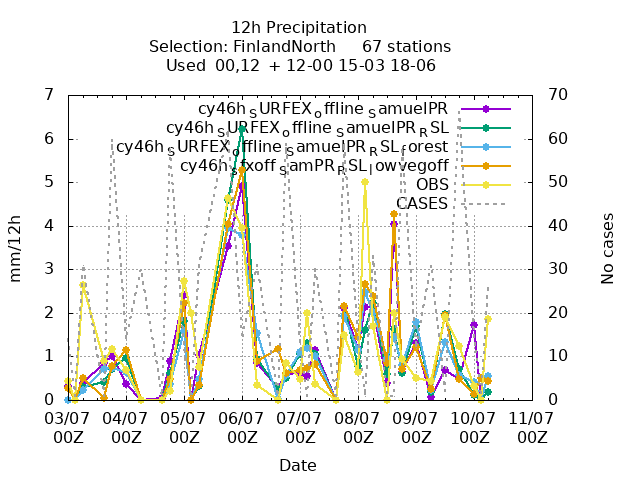 12h Precipitation
Selection: FinlandNorth 67 stations
Used 00,12 + 12-00 15-03 18-06
cy46h_SURFEX_offline_SamuelPR
cy46h_SURFEX_offline_SamuelPR_RSL
cy46h_SURFEX_offline_SamuelPR_RSL_forest
cy46h_sfxoff_SamPR_RSL_lowvegoff
OBS
CASES
mm/12h
7
6
5
4
3
2
1
0
No cases
70
60
50
40
30
20
10
0
03/07 04/07 05/07 06/07 07/07 08/07 09/07 10/07 11/07
00Z 00Z 00Z 00Z 00Z 00Z 00Z 00Z 00Z
Date